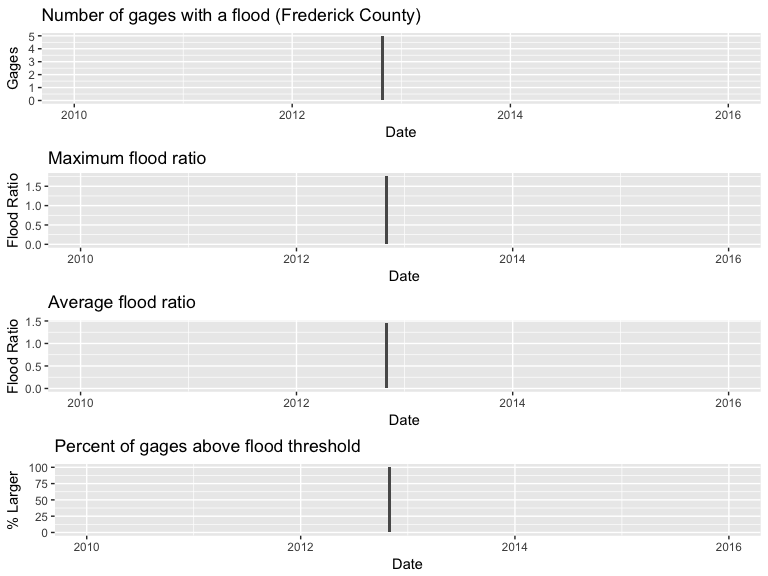 Number of gages with a flood (Frederick County)
Gages
5
4
3
2
1
0
2010 2012 2014 2016
Date
Maximum flood ratio
Flood Ratio
1.5
1.0
0.5
0.0
2010 2012 2014 2016
Date
Average flood ratio
Flood Ratio
1.5
1.0
0.5
0.0
2010 2012 2014 2016
Date
Percent of gages above flood threshold
% Larger
100
75
50
25
0
2010 2012 2014 2016
Date